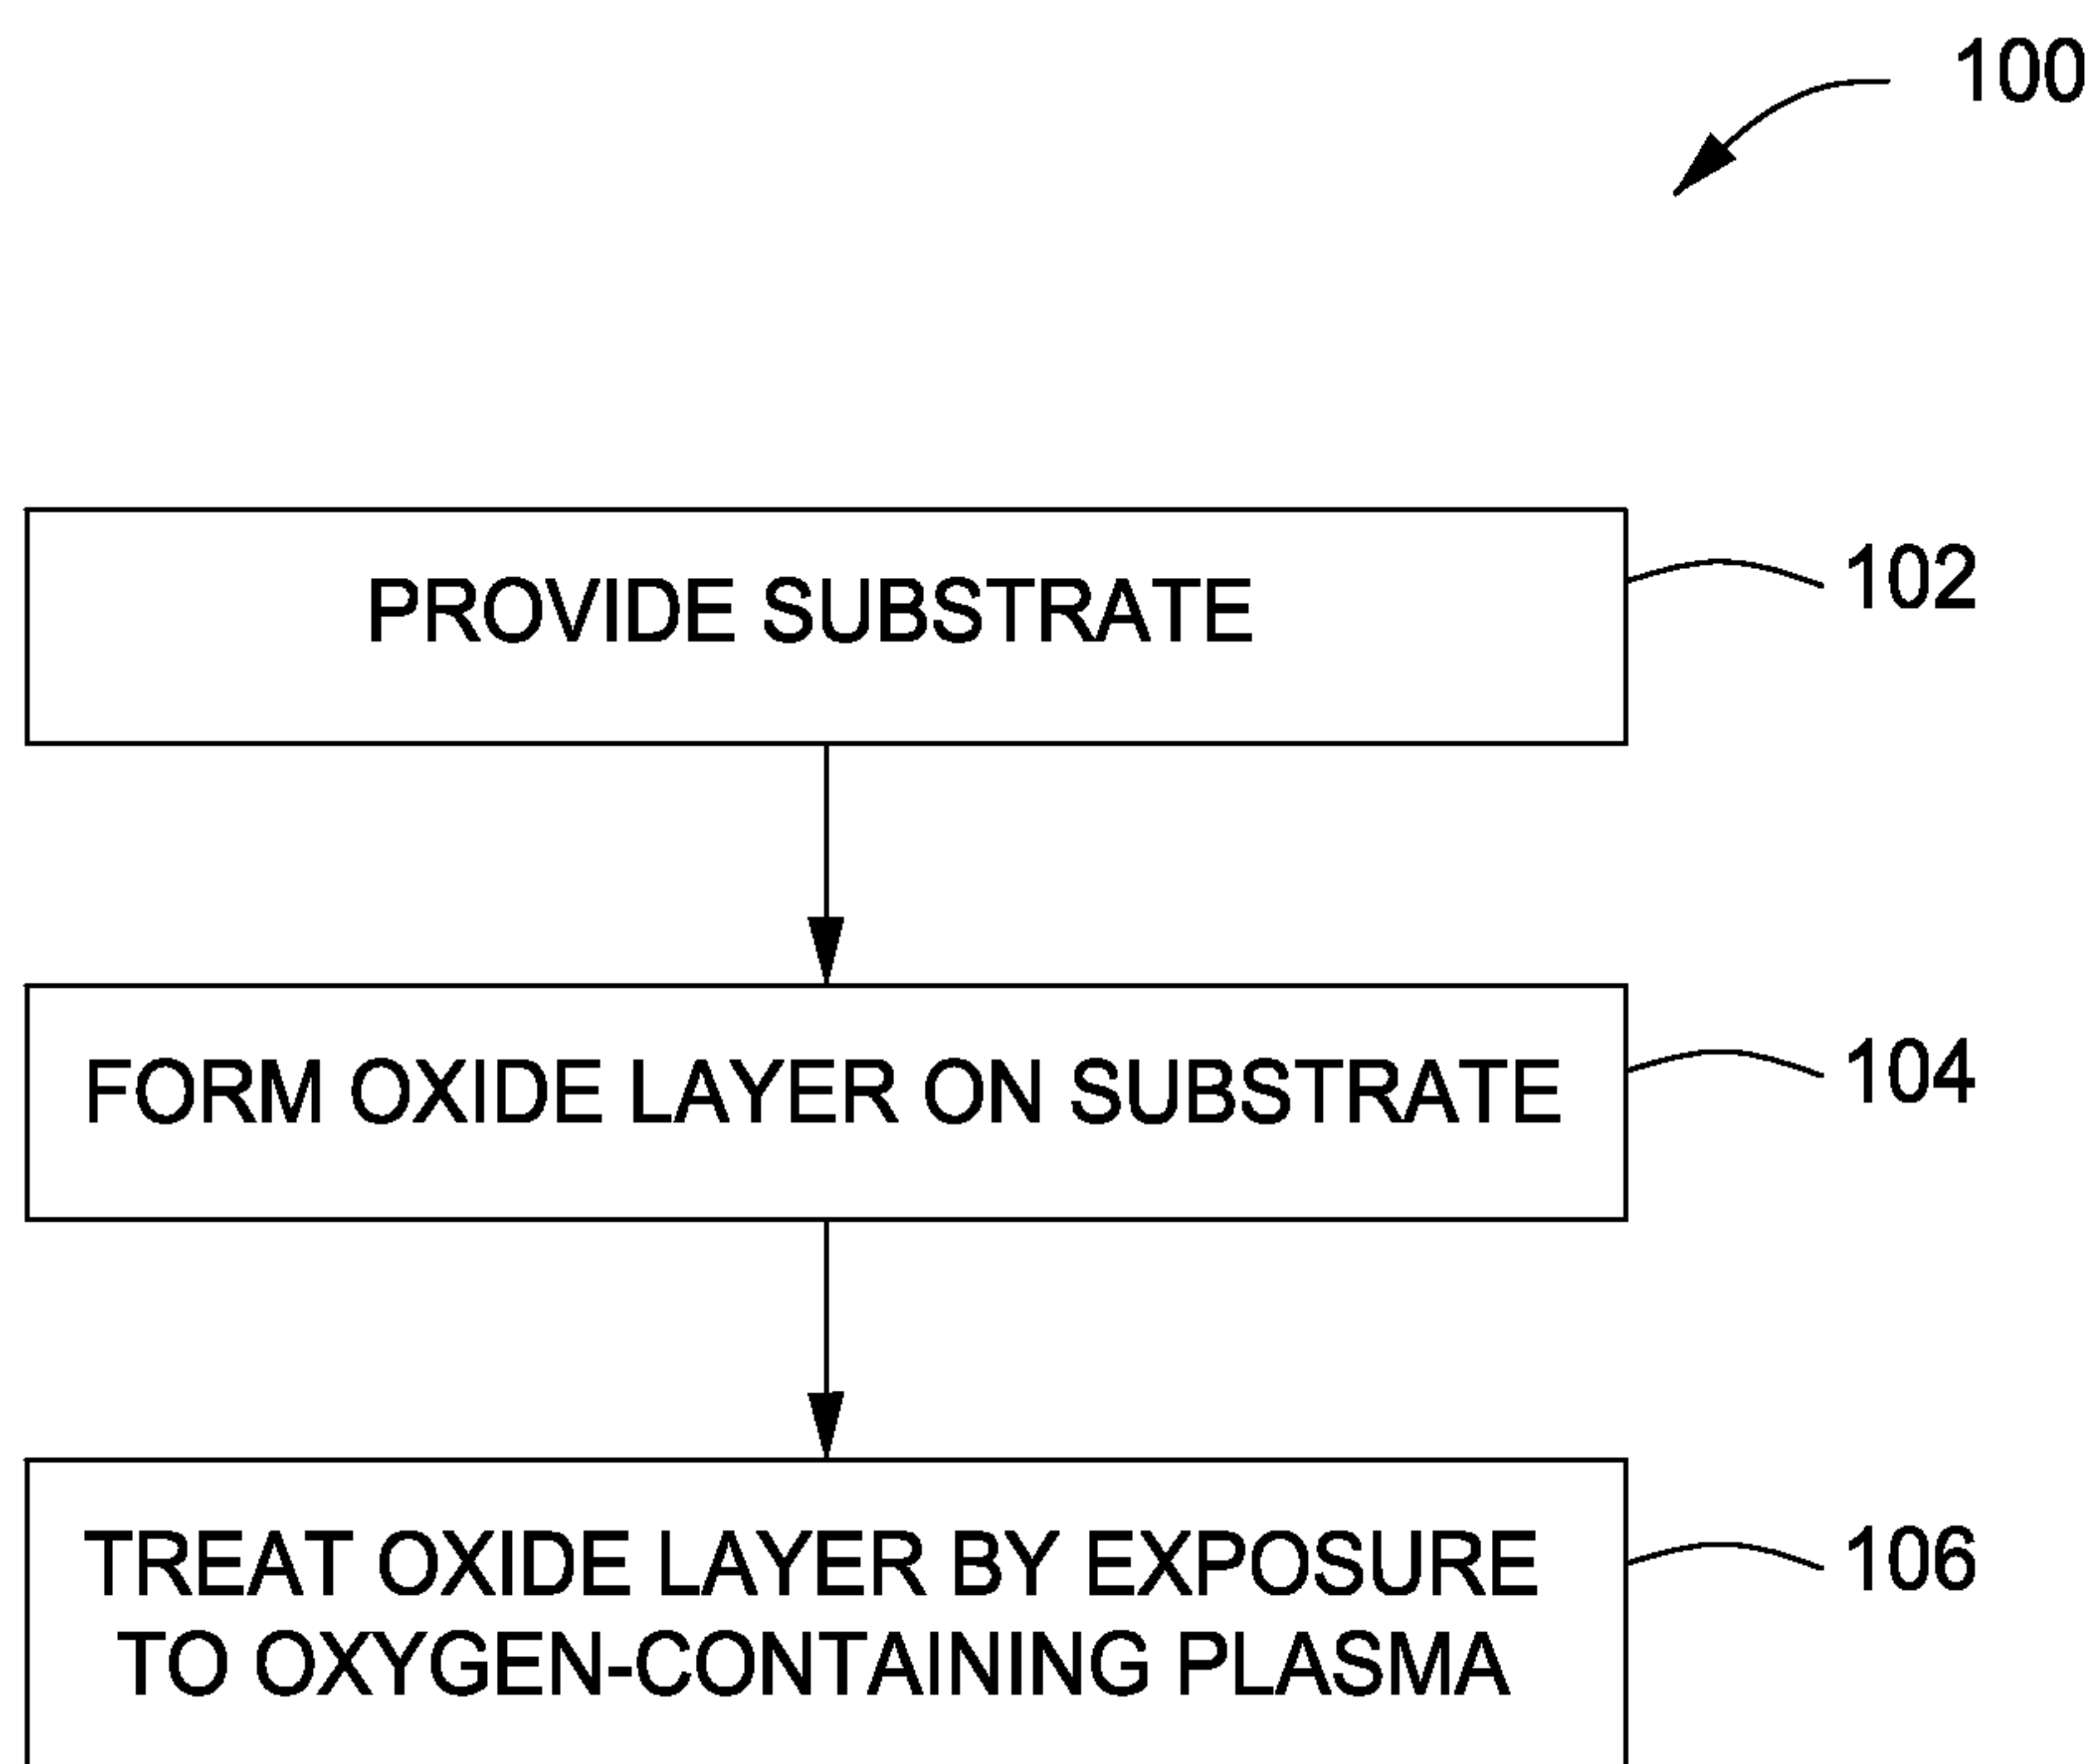 100
PROVIDE SUBSTRATE
102
FORM OXIDE LAYER ON SUBSTRATE
104
TREAT OXIDE LAYER BY EXPOSURE
TO OXYGEN-CONTAINING PLASMA
106